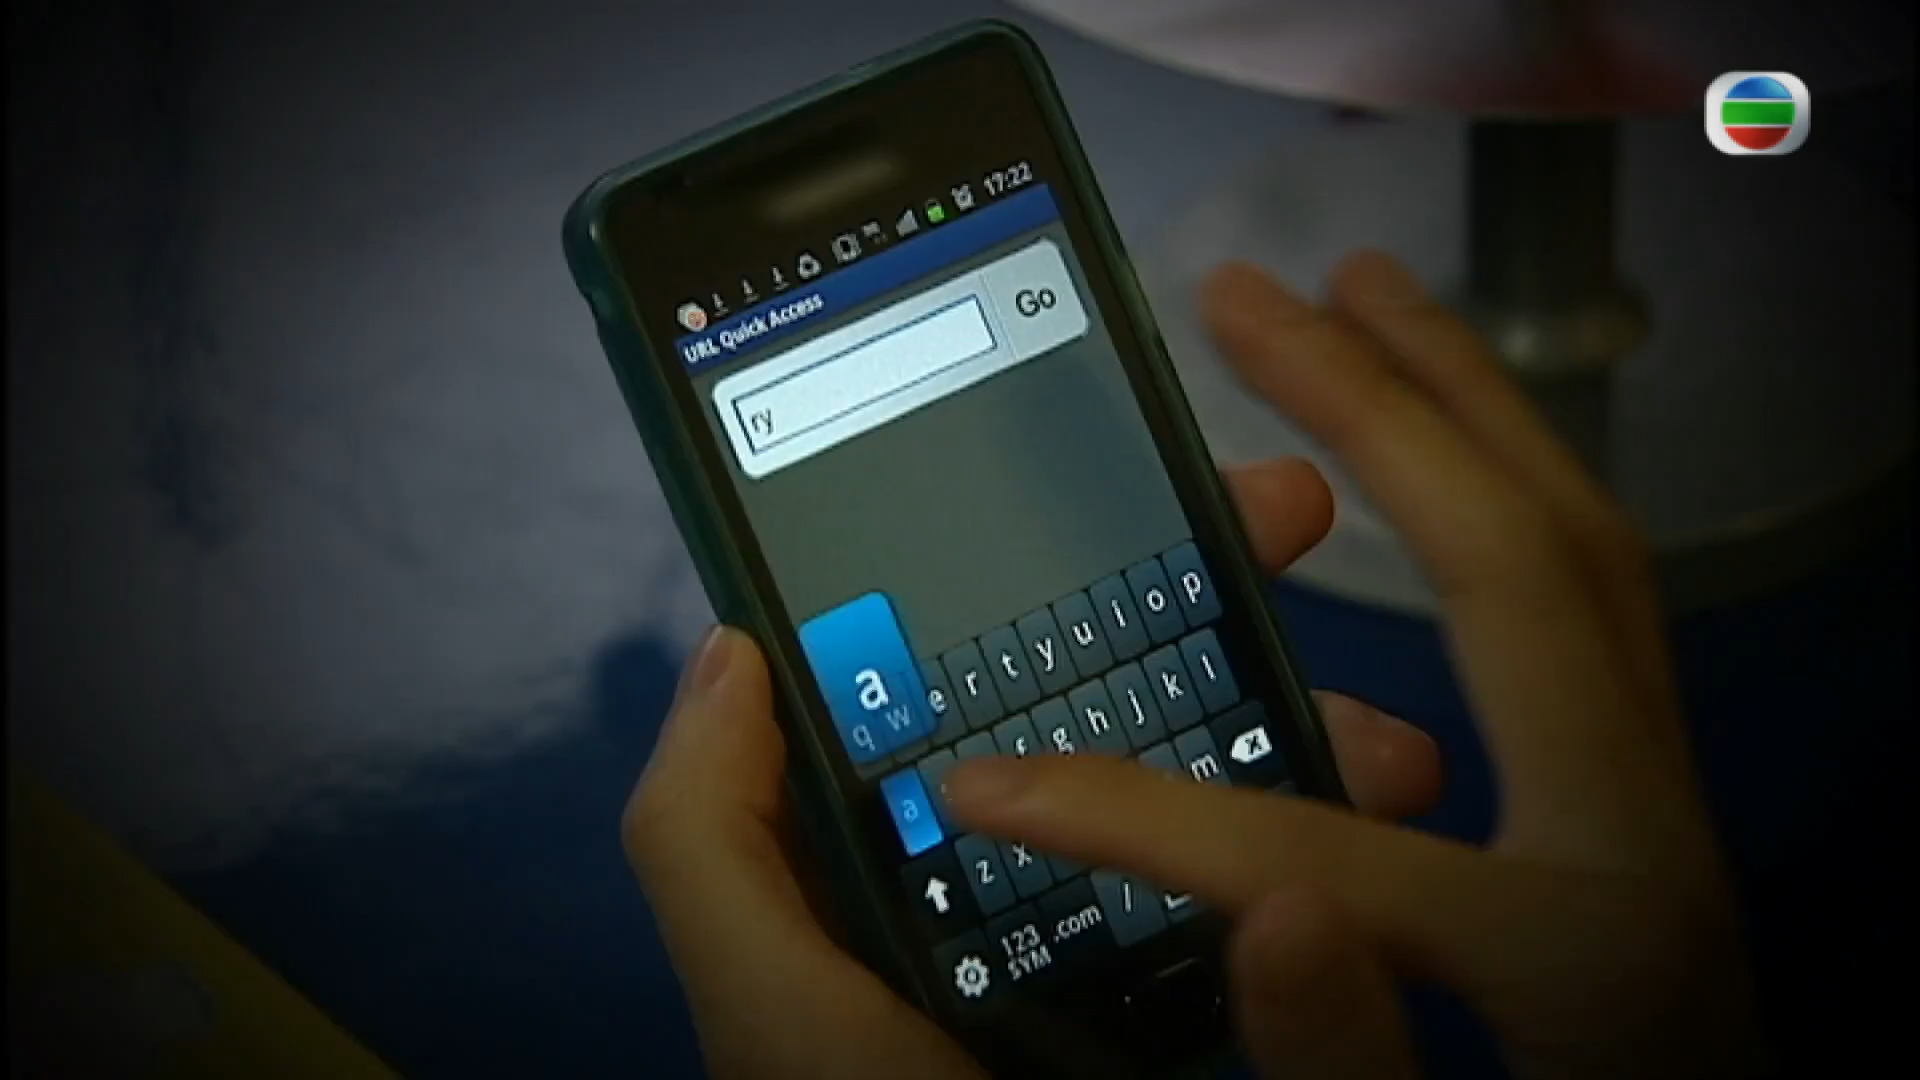 17:22
URL Quick Access
ry
Go
a
q w e r t y u i o p
a f g h j k l
z x m
123
SYM
.com
/